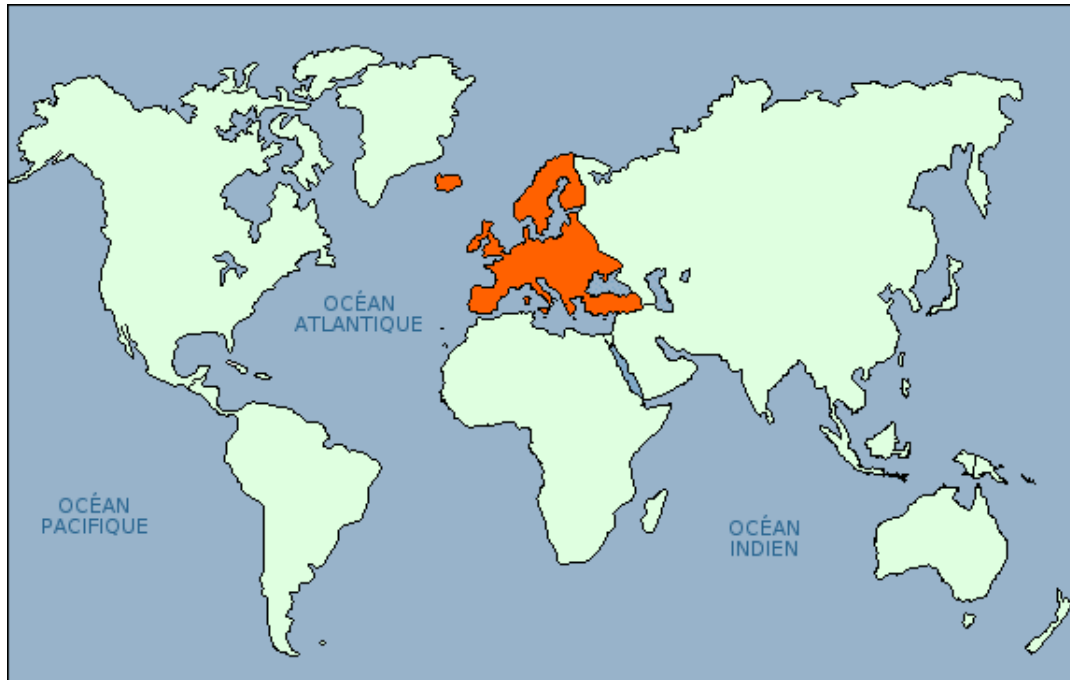 OCÉAN
ATLANTIQUE
OCÉAN
PACIFIQUE
OCÉAN
INDIEN